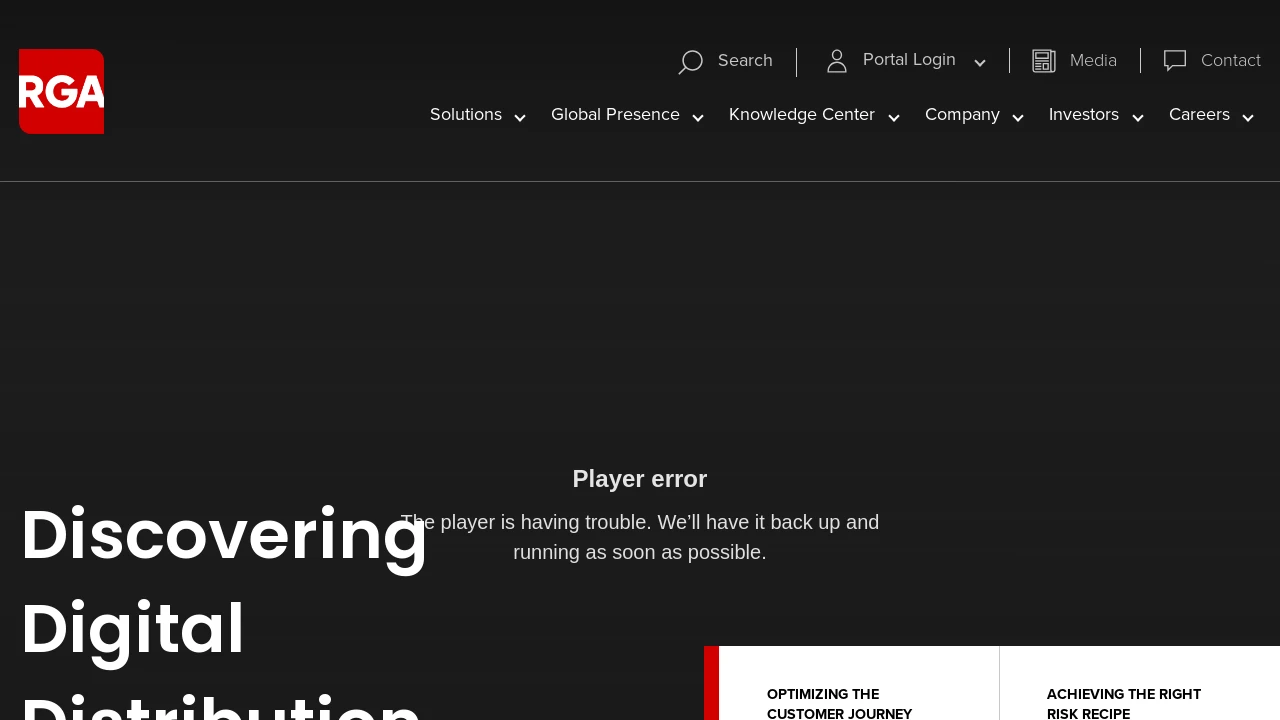 RGA
Search
Portal Login
Media
Contact
Solutions
Global Presence
Knowledge Center
Company
Investors
Careers
Player error
The player is having trouble. We’ll have it back up and
running as soon as possible.
Discovering
Digital
Distribution
OPTIMIZING THE
CUSTOMER JOURNEY
ACHIEVING THE RIGHT
RISK RECIPE